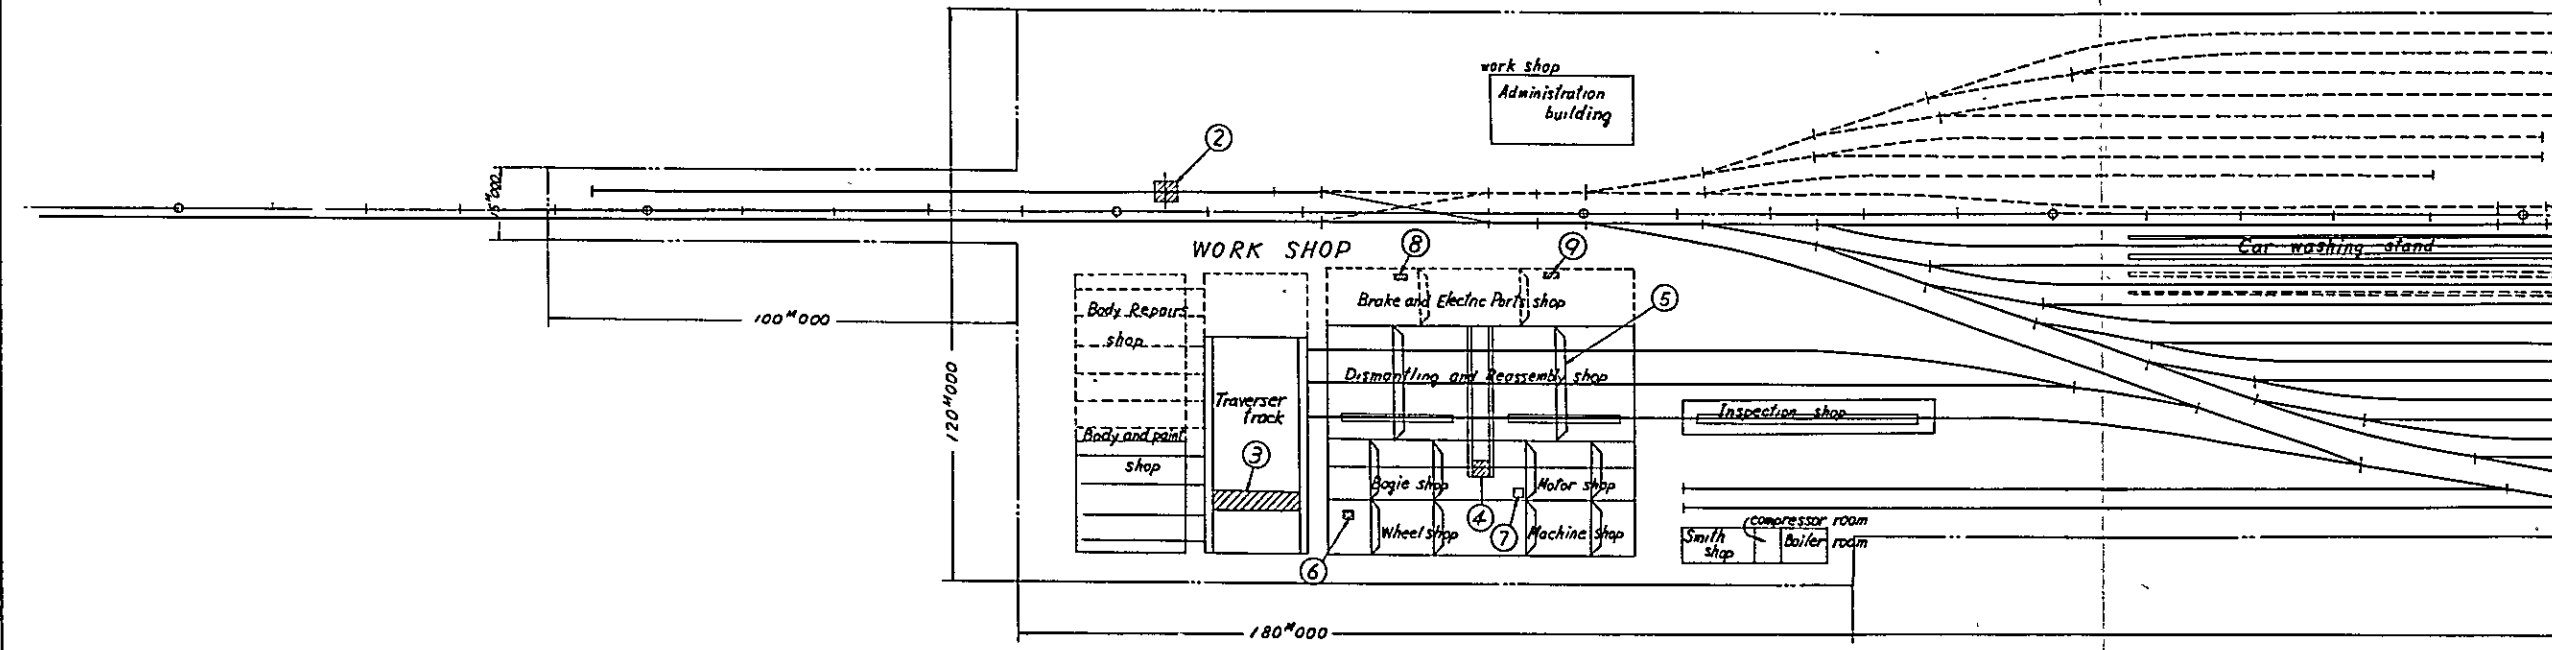 work shop
Administration
building
②
15ᴹ000
WORK SHOP
⑧
⑨
Car washing stand
Body Repairs
shop
Brake and Electric Parts shop
⑤
100ᴹ000
120ᴹ000
Dismantling and Reassembly shop
Traverser
track
Inspection shop
Body and paint
shop
③
Bogie shop
Motor shop
④
⑦
Wheel shop
Machine shop
compressor room
Smith
shop
Boiler room
⑥
180ᴹ000